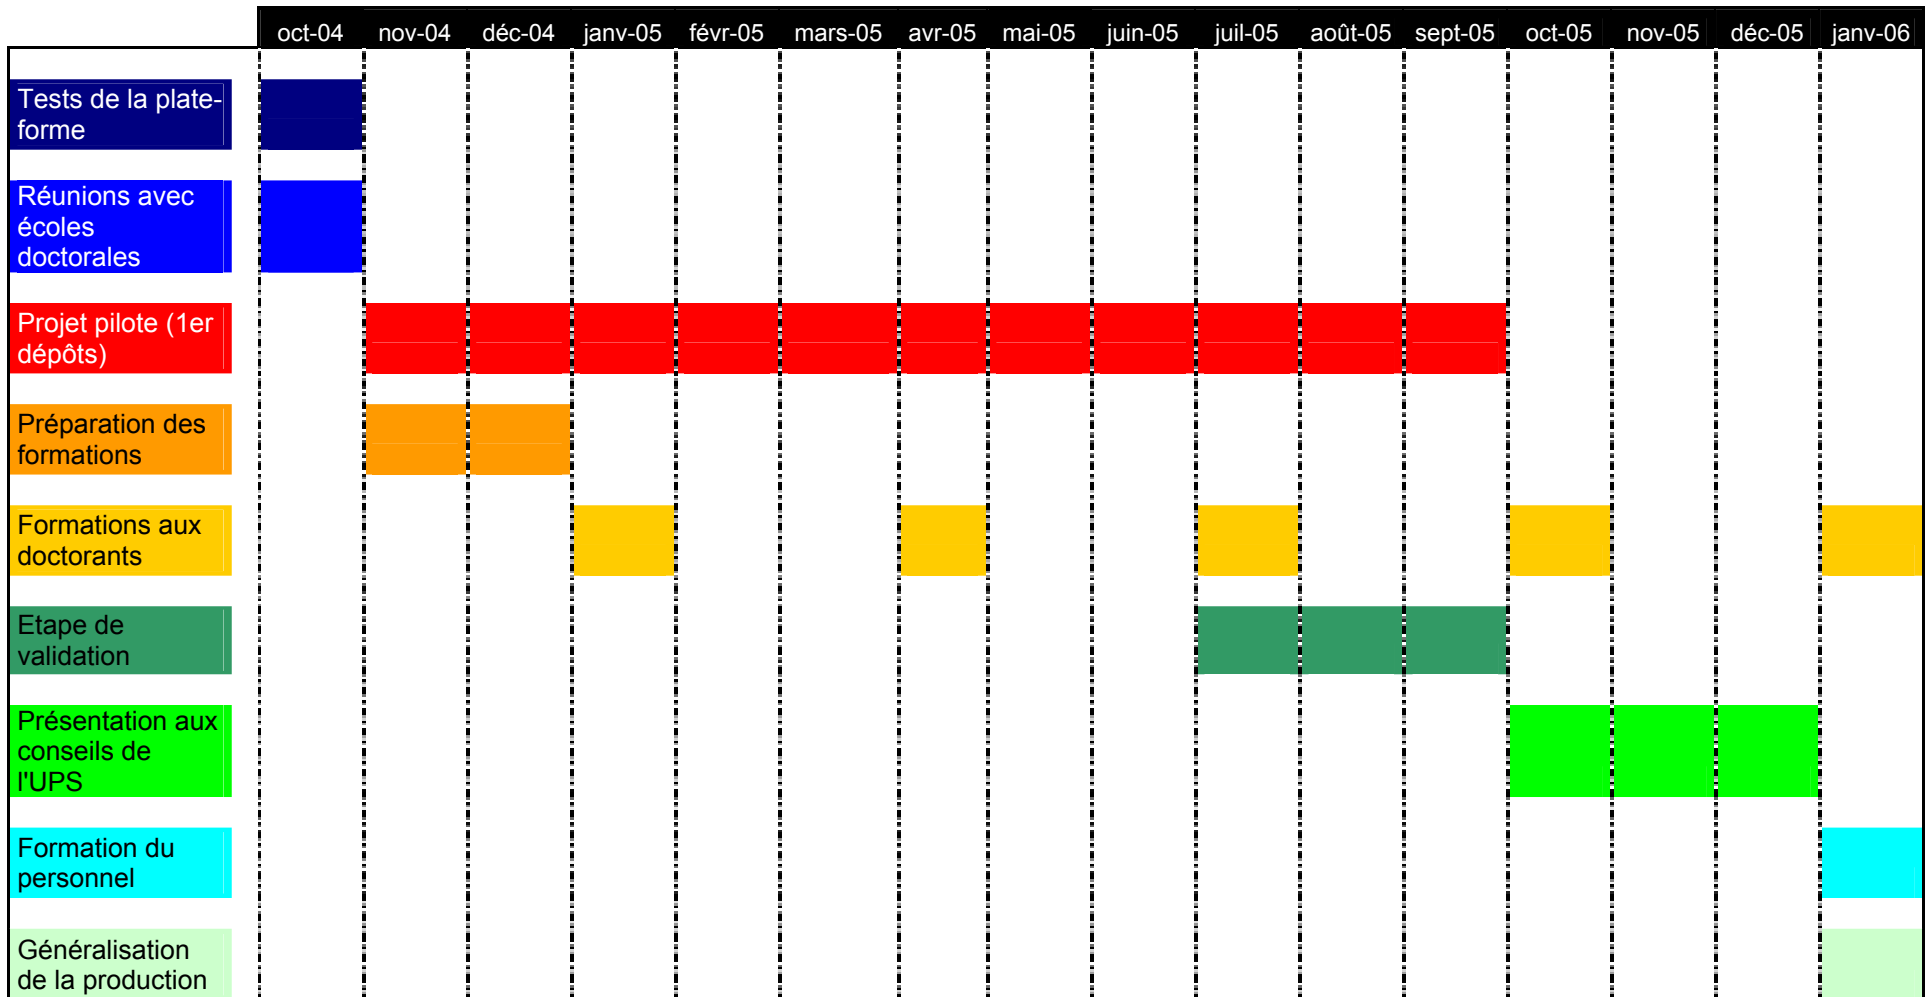 oct-04 nov-04 déc-04 janv-05 févr-05 mars-05 avr-05 mai-05 juin-05 juil-05 août-05 sept-05 oct-05 nov-05 déc-05 janv-06
Tests de la plate-
forme
Réunions avec
écoles
doctorales
Projet pilote (1er
dépôts)
Préparation des
formations
Formations aux
doctorants
Etape de
validation
Présentation aux
conseils de
l'UPS
Formation du
personnel
Généralisation
de la production